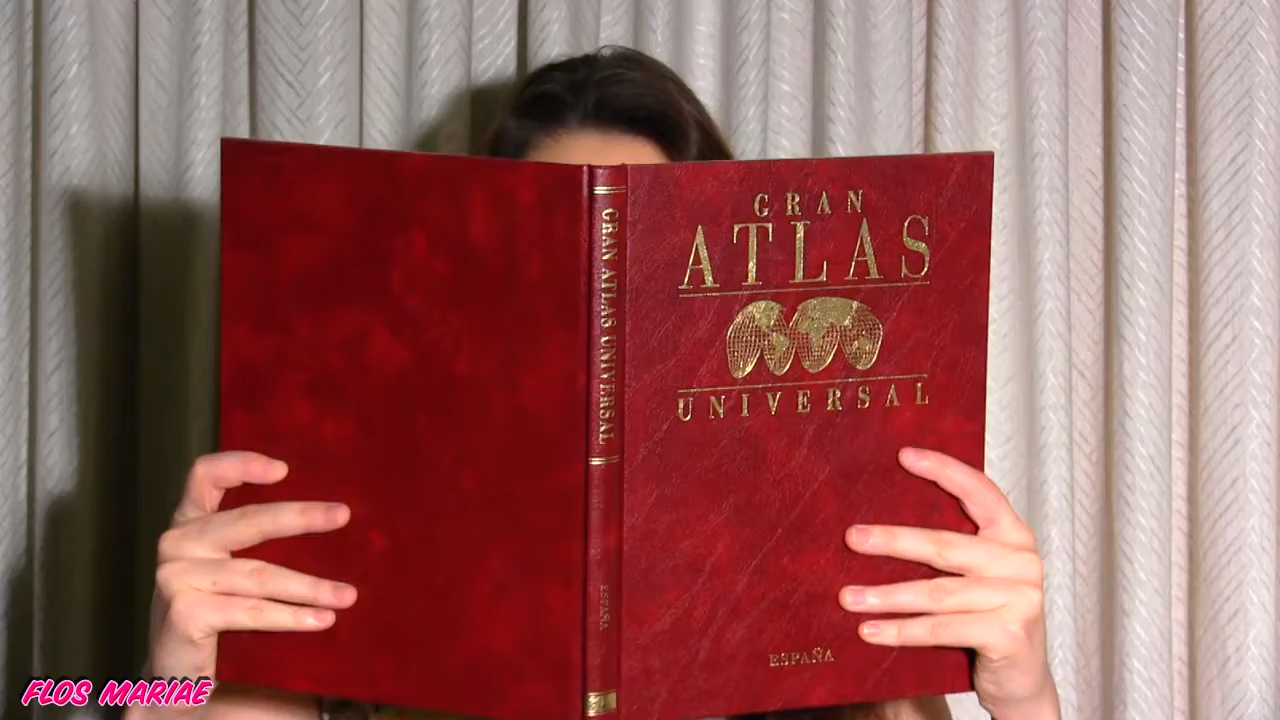 GRAN
ATLAS
UNIVERSAL
ESPAÑA
GRAN ATLAS UNIVERSAL
ESPAÑA
FLOS MARIAE